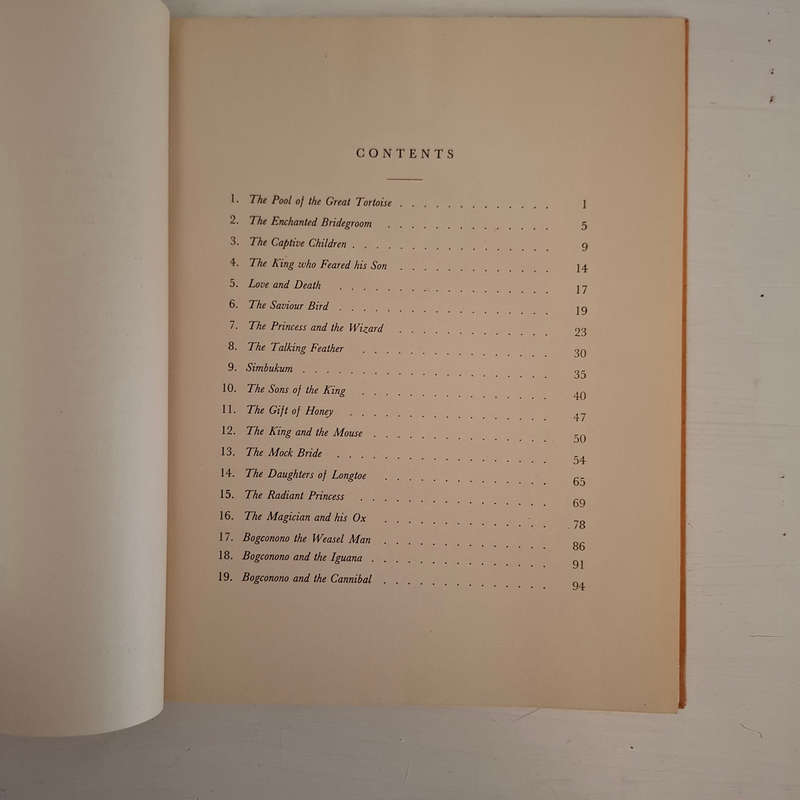 CONTENTS
1. The Pool of the Great Tortoise . . . . . . . . . . . . . 1
2. The Enchanted Bridegroom . . . . . . . . . . . . . . 5
3. The Captive Children . . . . . . . . . . . . . . . . . 9
4. The King who Feared his Son . . . . . . . . . . . . . 14
5. Love and Death . . . . . . . . . . . . . . . . . . 17
6. The Saviour Bird . . . . . . . . . . . . . . . . . . 19
7. The Princess and the Wizard . . . . . . . . . . . . . 23
8. The Talking Feather . . . . . . . . . . . . . . . . 30
9. Simbukum . . . . . . . . . . . . . . . . . . . . . 35
10. The Sons of the King . . . . . . . . . . . . . . . . 40
11. The Gift of Honey . . . . . . . . . . . . . . . . . 47
12. The King and the Mouse . . . . . . . . . . . . . . . 50
13. The Mock Bride . . . . . . . . . . . . . . . . . . 54
14. The Daughters of Longtoe . . . . . . . . . . . . . . 65
15. The Radiant Princess . . . . . . . . . . . . . . . . 69
16. The Magician and his Ox . . . . . . . . . . . . . . 78
17. Bogconono the Weasel Man . . . . . . . . . . . . . . 86
18. Bogconono and the Iguana . . . . . . . . . . . . . . . 91
19. Bogconono and the Cannibal . . . . . . . . . . . . . . 94